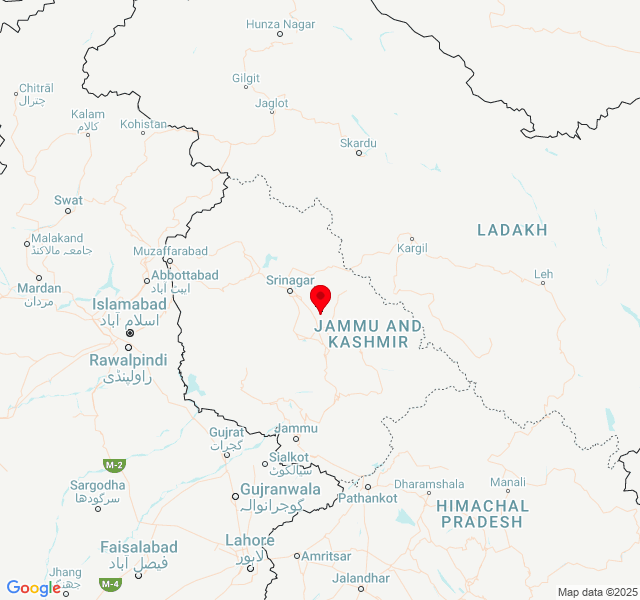 Hunza Nagar
Gilgit
Chitrāl
چترال
Jaglot
Kalam
كالام
Kohistan
Skardu
Swat
LADAKH
Malakand
جامعہ مالاکنڈ
Kargil
Muzaffarabad
Abbottabad
ایبٹ آباد
Leh
Srinagar
Mardan
مردان
Islamabad
اسلام آباد
JAMMU AND
KASHMIR
Rawalpindi
راولپنڈی
Jammu
Gujrat
گجرات
Sialkot
سیالکوٹ
M-2
Sargodha
سرگودھا
Gujranwala
گوجرانوالہ
Pathankot
Dharamshala
Manali
HIMACHAL
PRADESH
Lahore
لاہور
Faisalabad
فیصل آباد
Amritsar
Jhang
جھنگ
M-4
Jalandhar
Google
Map data ©2025